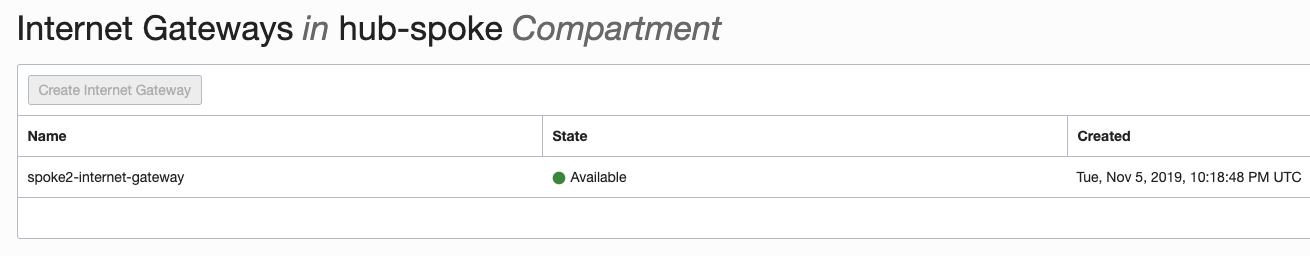 Internet Gateways in hub-spoke Compartment
Create Internet Gateway
Name State Created
spoke2-internet-gateway Available Tue, Nov 5, 2019, 10:18:48 PM UTC